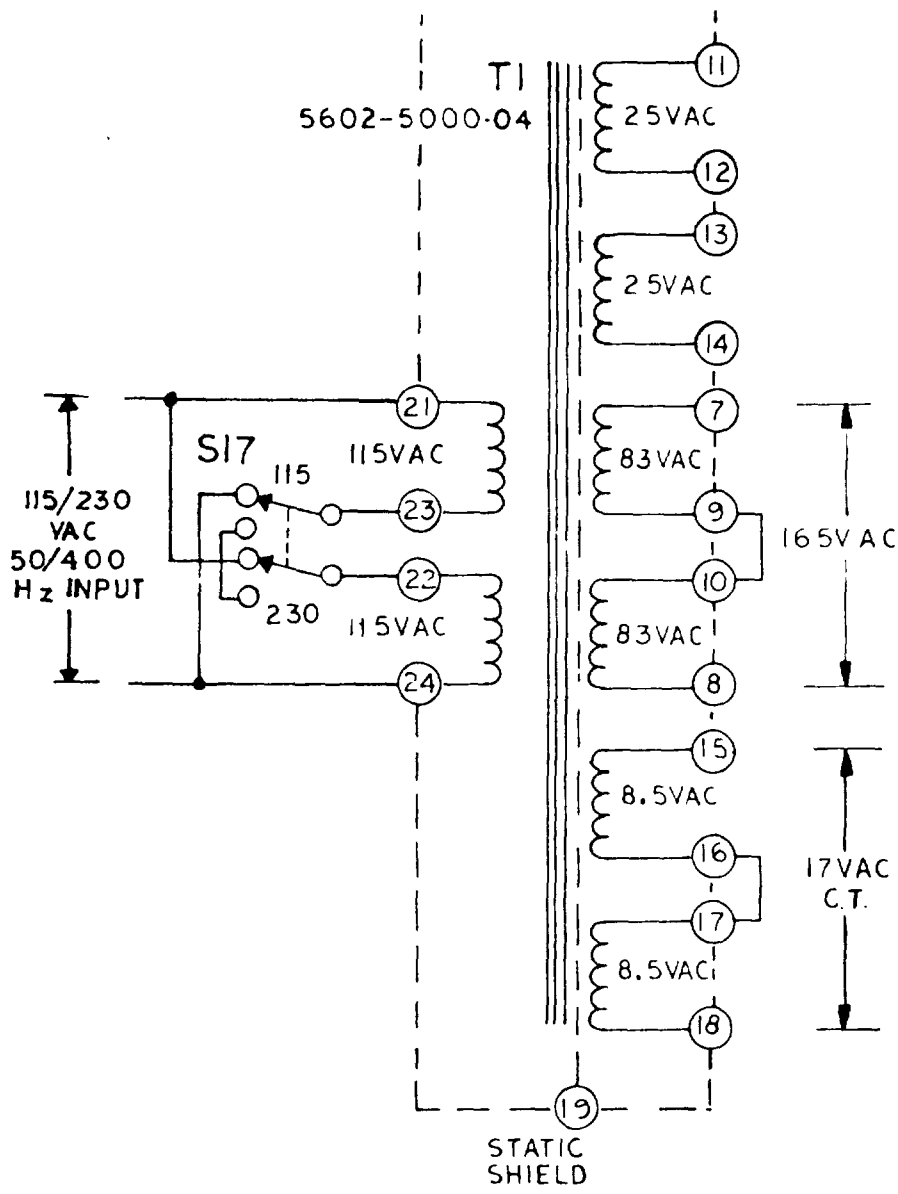 T1
5602-5000-04
11
25VAC
12
13
25VAC
14
21
115VAC
23
22
115VAC
24
S17
115
230
115/230
VAC
50/400
Hz INPUT
7
83VAC
9
10
83VAC
8
165VAC
15
8.5VAC
16
17
8.5VAC
18
17VAC
C.T.
19
STATIC
SHIELD